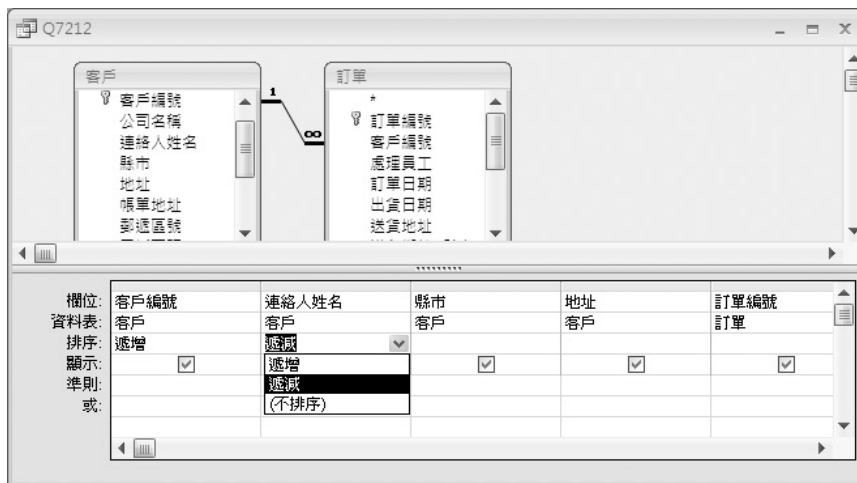 Q7212
客戶
客戶編號
公司名稱
連絡人姓名
縣市
地址
帳單地址
郵遞區號
1
∞
訂單
*
訂單編號
客戶編號
處理員工
訂單日期
出貨日期
送貨地址
欄位: 客戶編號 連絡人姓名 縣市 地址 訂單編號
資料表: 客戶 客戶 客戶 客戶 訂單
排序: 遞增 遞減
顯示: 遞增
準則: 遞減
或: (不排序)